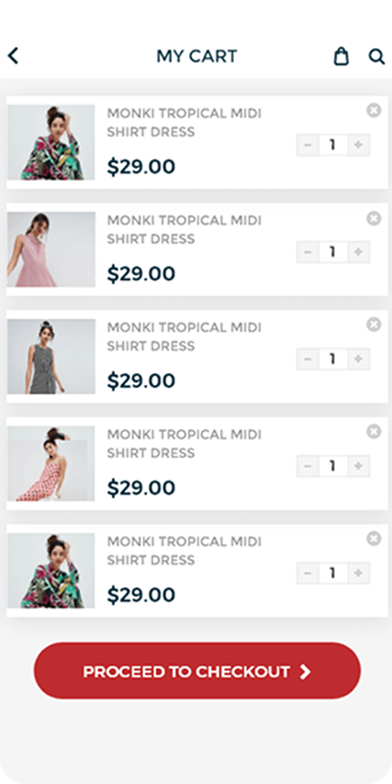 MY CART
MONKI TROPICAL MIDI
SHIRT DRESS
$29.00
1
MONKI TROPICAL MIDI
SHIRT DRESS
$29.00
1
MONKI TROPICAL MIDI
SHIRT DRESS
$29.00
1
MONKI TROPICAL MIDI
SHIRT DRESS
$29.00
1
MONKI TROPICAL MIDI
SHIRT DRESS
$29.00
1
PROCEED TO CHECKOUT